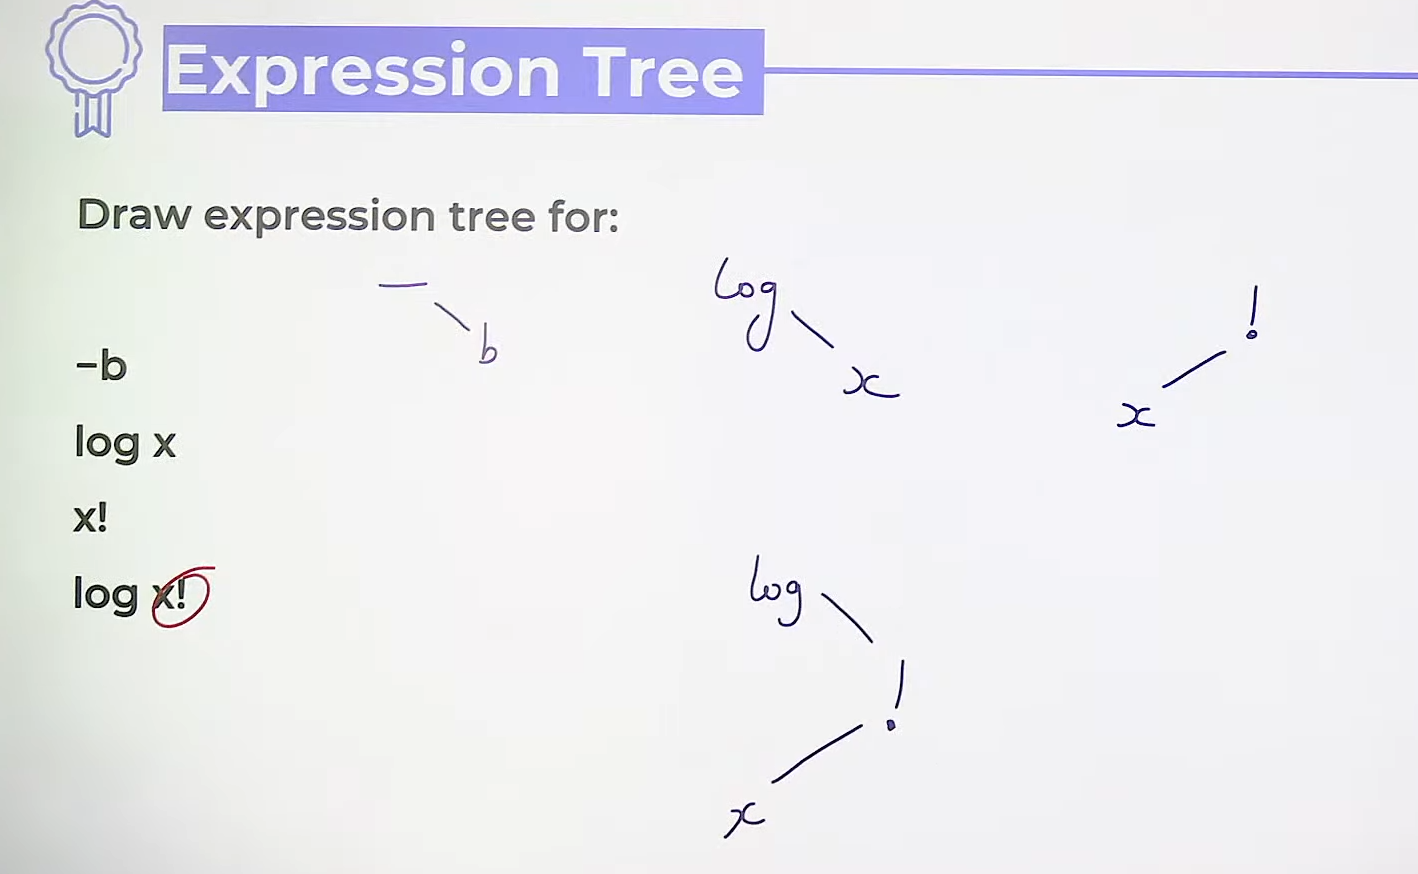 Expression Tree
Draw expression tree for:
− b
log x
x !
−b
log x
x!
log x!
log
!
x